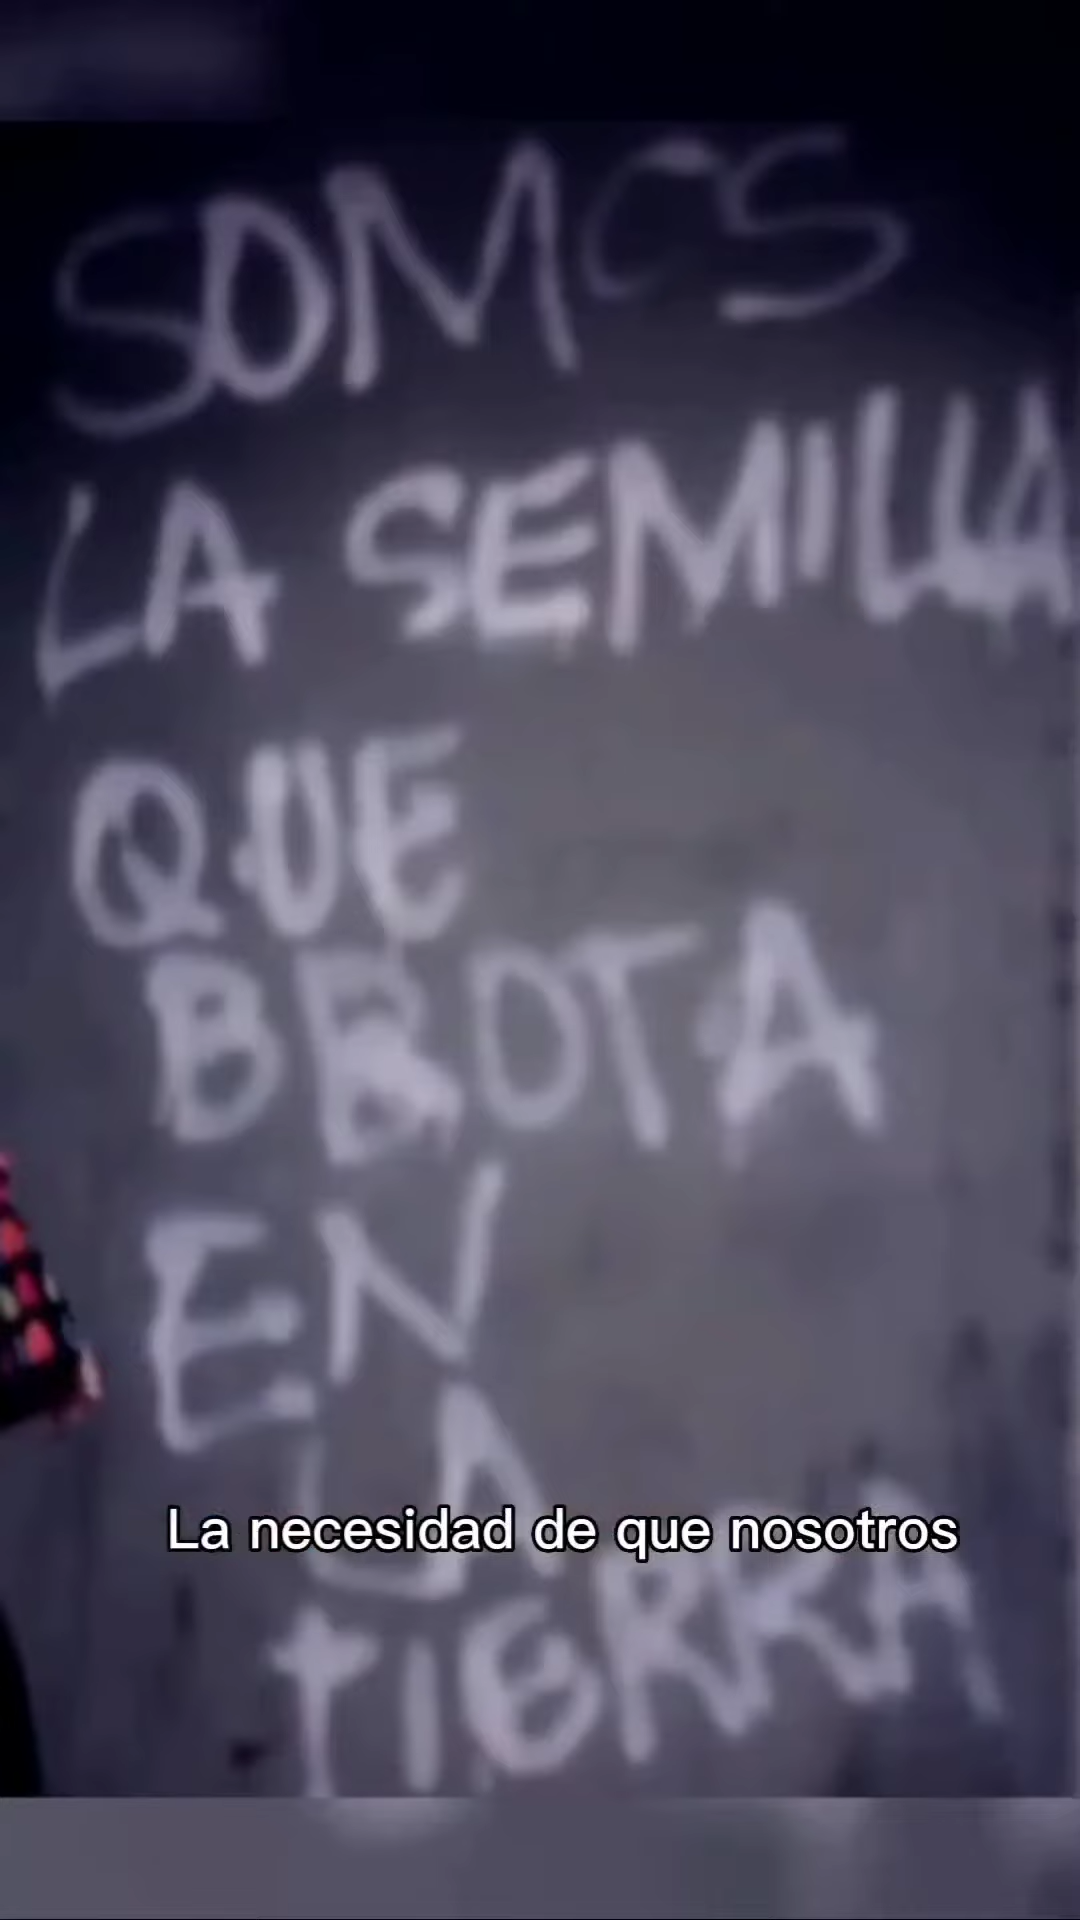 SOMOS
LA SEMILLA
QUE
BROTA
EN
LA
La necesidad de que nosotros
TIERRA